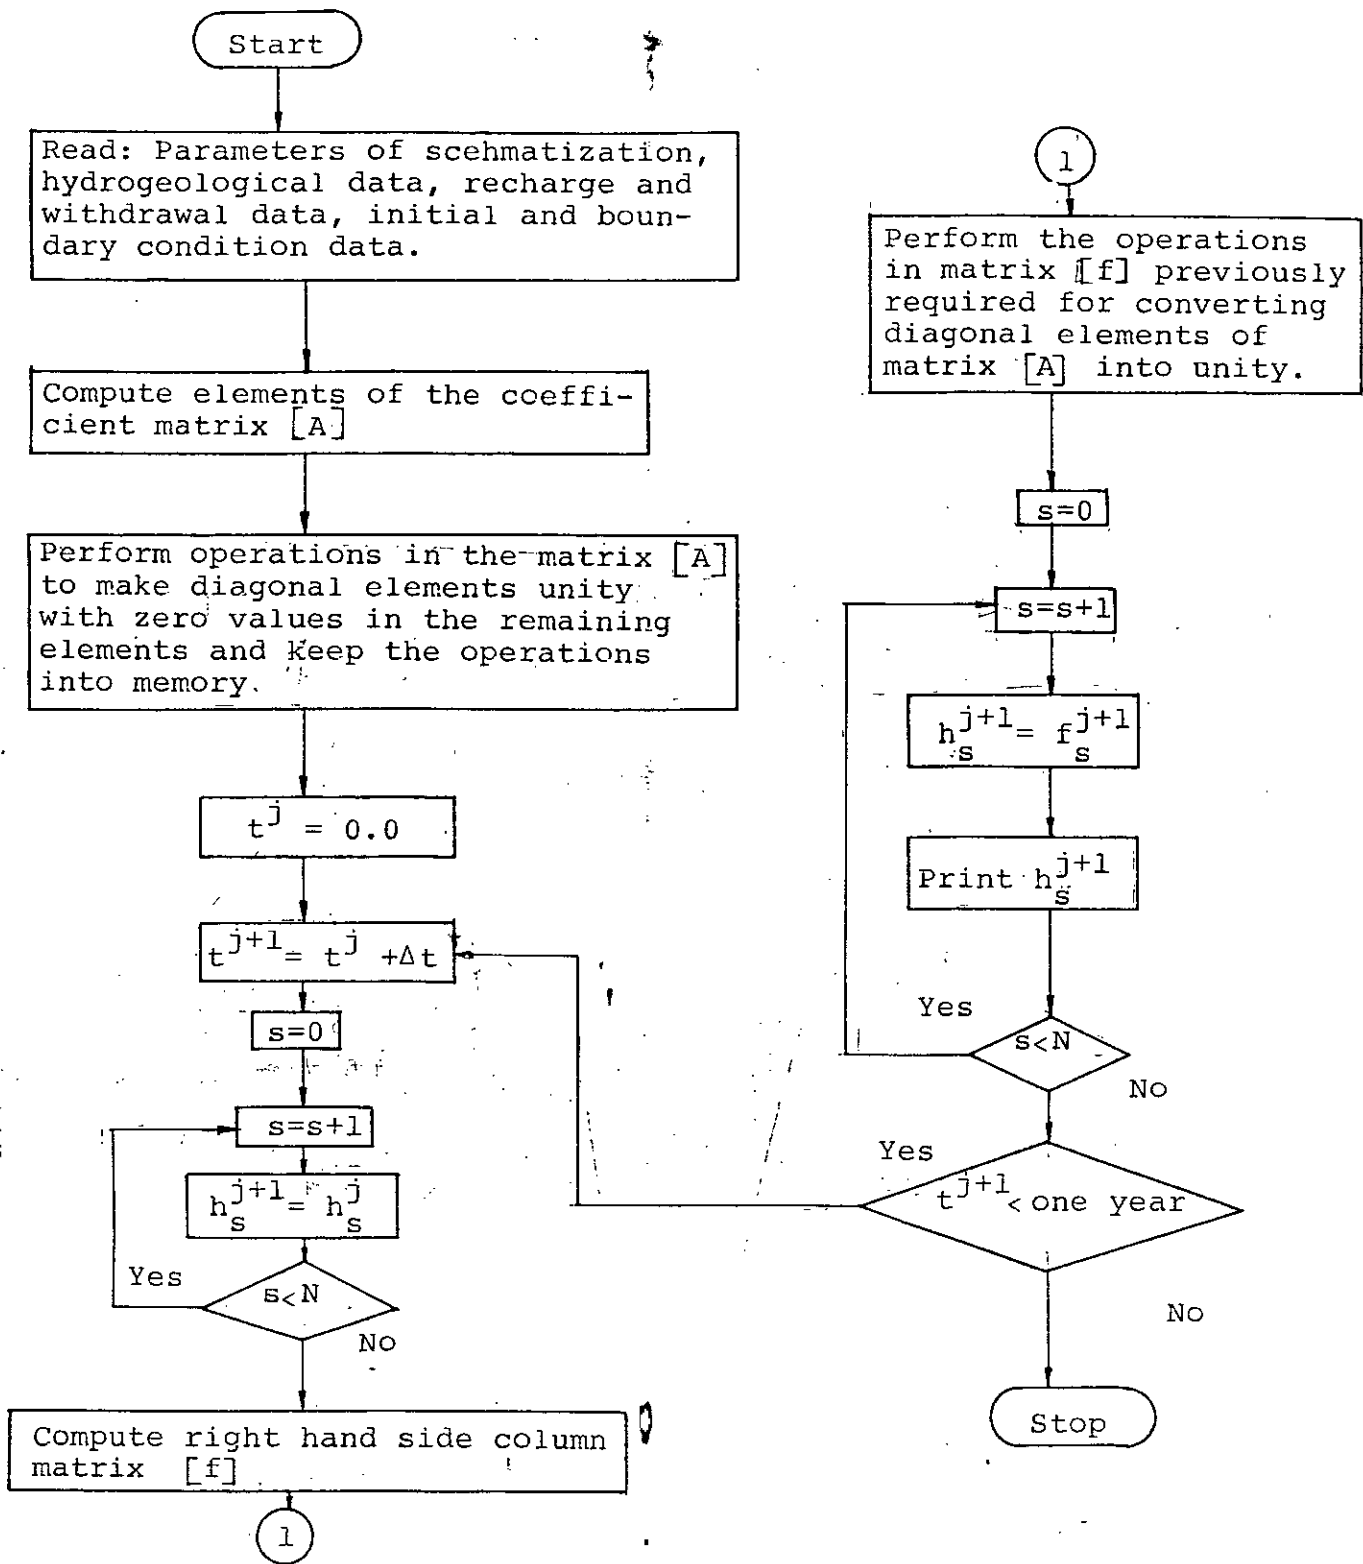 Start
Read: Parameters of scehmatization,
hydrogeological data, recharge and
withdrawal data, initial and boun-
dary condition data.
Compute elements of the coeffi-
cient matrix [A]
Perform operations in the matrix [A]
to make diagonal elements unity
with zero values in the remaining
elements and keep the operations
into memory.
t^j = 0.0
t^{j+1} = t^j +Δt
s=0
s=s+1
h_s^{j+1} = h_s^j
Yes
s<N
No
Compute right hand side column
matrix [f]
1
1
Perform the operations
in matrix [f] previously
required for converting
diagonal elements of
matrix [A] into unity.
s=0
s=s+1
h_s^{j+1} = f_s^{j+1}
Print h_s^{j+1}
Yes
s<N
No
Yes
t^{j+1} < one year
No
Stop